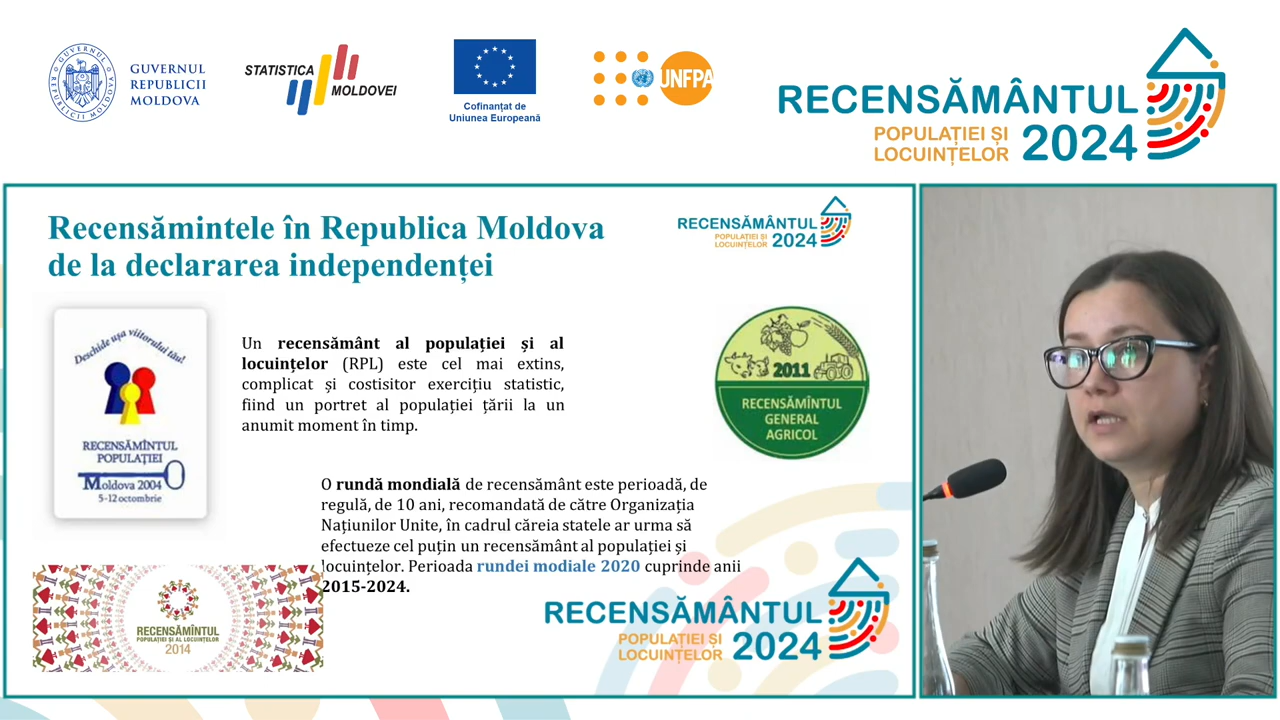 GUVERNUL REPUBLICII MOLDOVA
GUVERNUL
REPUBLICII
MOLDOVA
STATISTICA
MOLDOVEI
Cofinanțat de
Uniunea Europeană
UNFPA
RECENSĂMÂNTUL
POPULAȚIEI ȘI
LOCUINȚELOR
2024
Recensămintele în Republica Moldova
de la declararea independenței
RECENSĂMÂNTUL
POPULAȚIEI ȘI
LOCUINȚELOR
2024
Deschide ușa viitorului tău!
RECENSĂMÎNTUL
POPULAȚIEI
Moldova 2004
5-12 octombrie
Un recensământ al populației și al
locuințelor (RPL) este cel mai extins,
complicat și costisitor exercițiu statistic,
fiind un portret al populației țării la un
anumit moment în timp.
2011
RECENSĂMÎNTUL
GENERAL
AGRICOL
O rundă mondială de recensământ este perioadă, de
regulă, de 10 ani, recomandată de către Organizația
Națiunilor Unite, în cadrul căreia statele ar urma să
efectueze cel puțin un recensământ al populației și
locuințelor. Perioada rundei modiale 2020 cuprinde anii
2015-2024.
RECENSĂMÎNTUL
POPULAȚIEI ȘI AL LOCUINȚELOR
2014
RECENSĂMÂNTUL
POPULAȚIEI ȘI
LOCUINȚELOR
2024